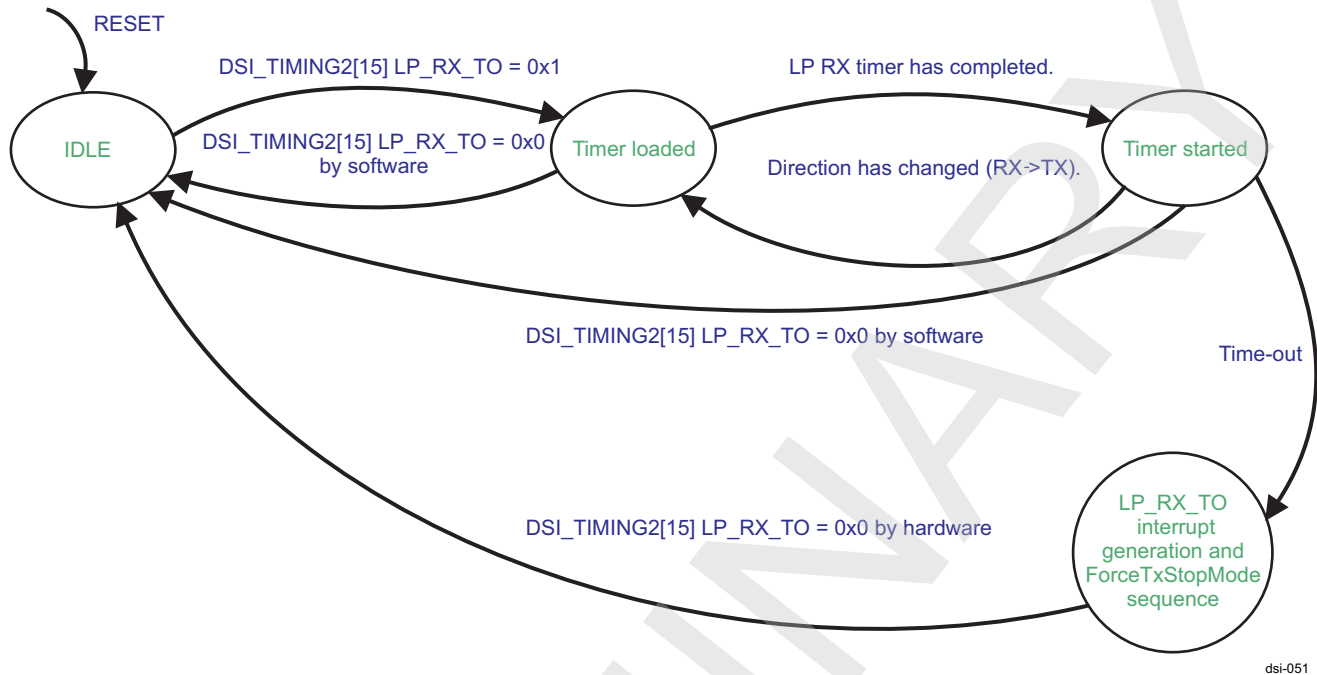 RESET
DSI_TIMING2[15] LP_RX_TO = 0x1
LP RX timer has completed.
IDLE
DSI_TIMING2[15] LP_RX_TO = 0x0
by software
Timer loaded
Direction has changed (RX->TX).
Timer started
DSI_TIMING2[15] LP_RX_TO = 0x0 by software
Time-out
DSI_TIMING2[15] LP_RX_TO = 0x0 by hardware
LP_RX_TO
interrupt
generation and
ForceTxStopMode
sequence
dsi-051
INARY